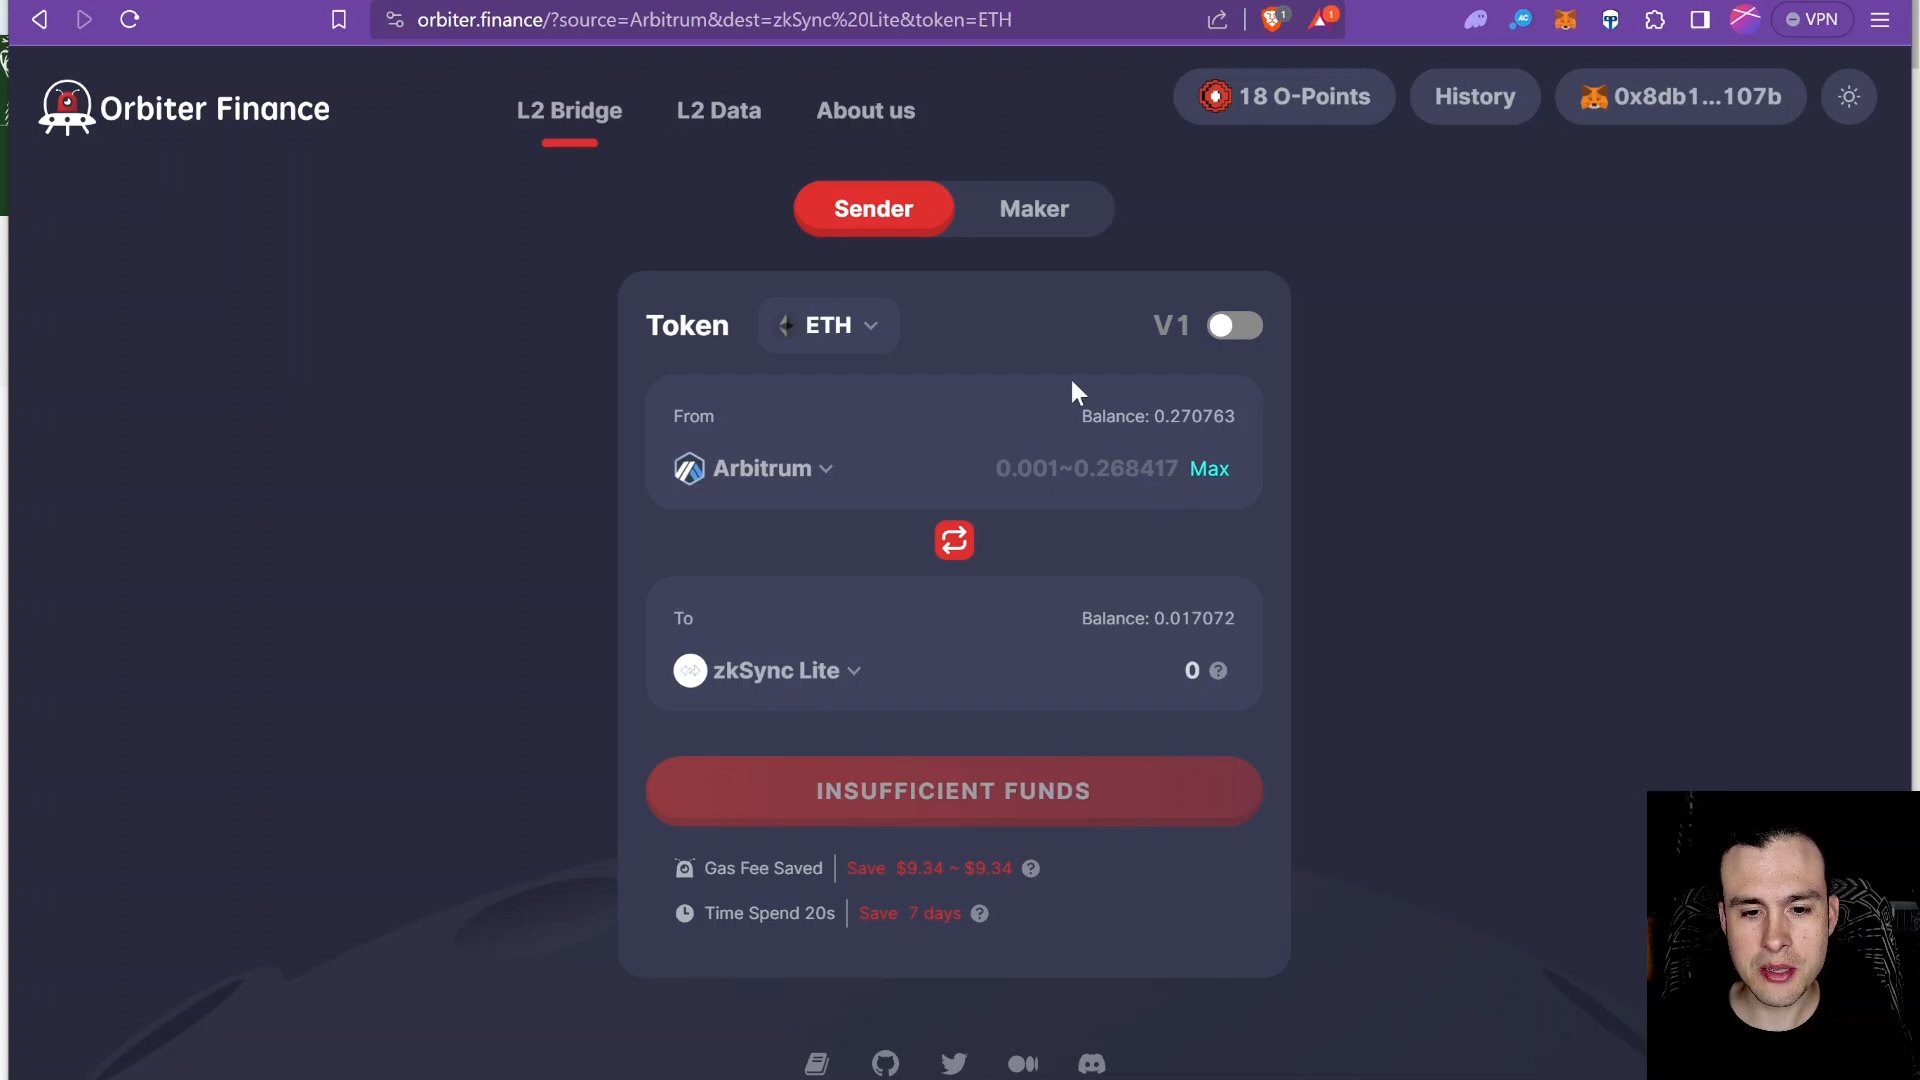 orbiter.finance/?source=Arbitrum&dest=zkSync%20Lite&token=ETH
1
1
AC
VPN
Orbiter Finance
L2 Bridge
L2 Data
About us
18 O-Points
History
0x8db1...107b
Sender
Maker
Token
ETH
V1
From
Balance: 0.270763
Arbitrum
0.001~0.268417
Max
To
Balance: 0.017072
zkSync Lite
0 ?
INSUFFICIENT FUNDS
Gas Fee Saved
Save $9.34 ~ $9.34 ?
Time Spend 20s
Save 7 days ?